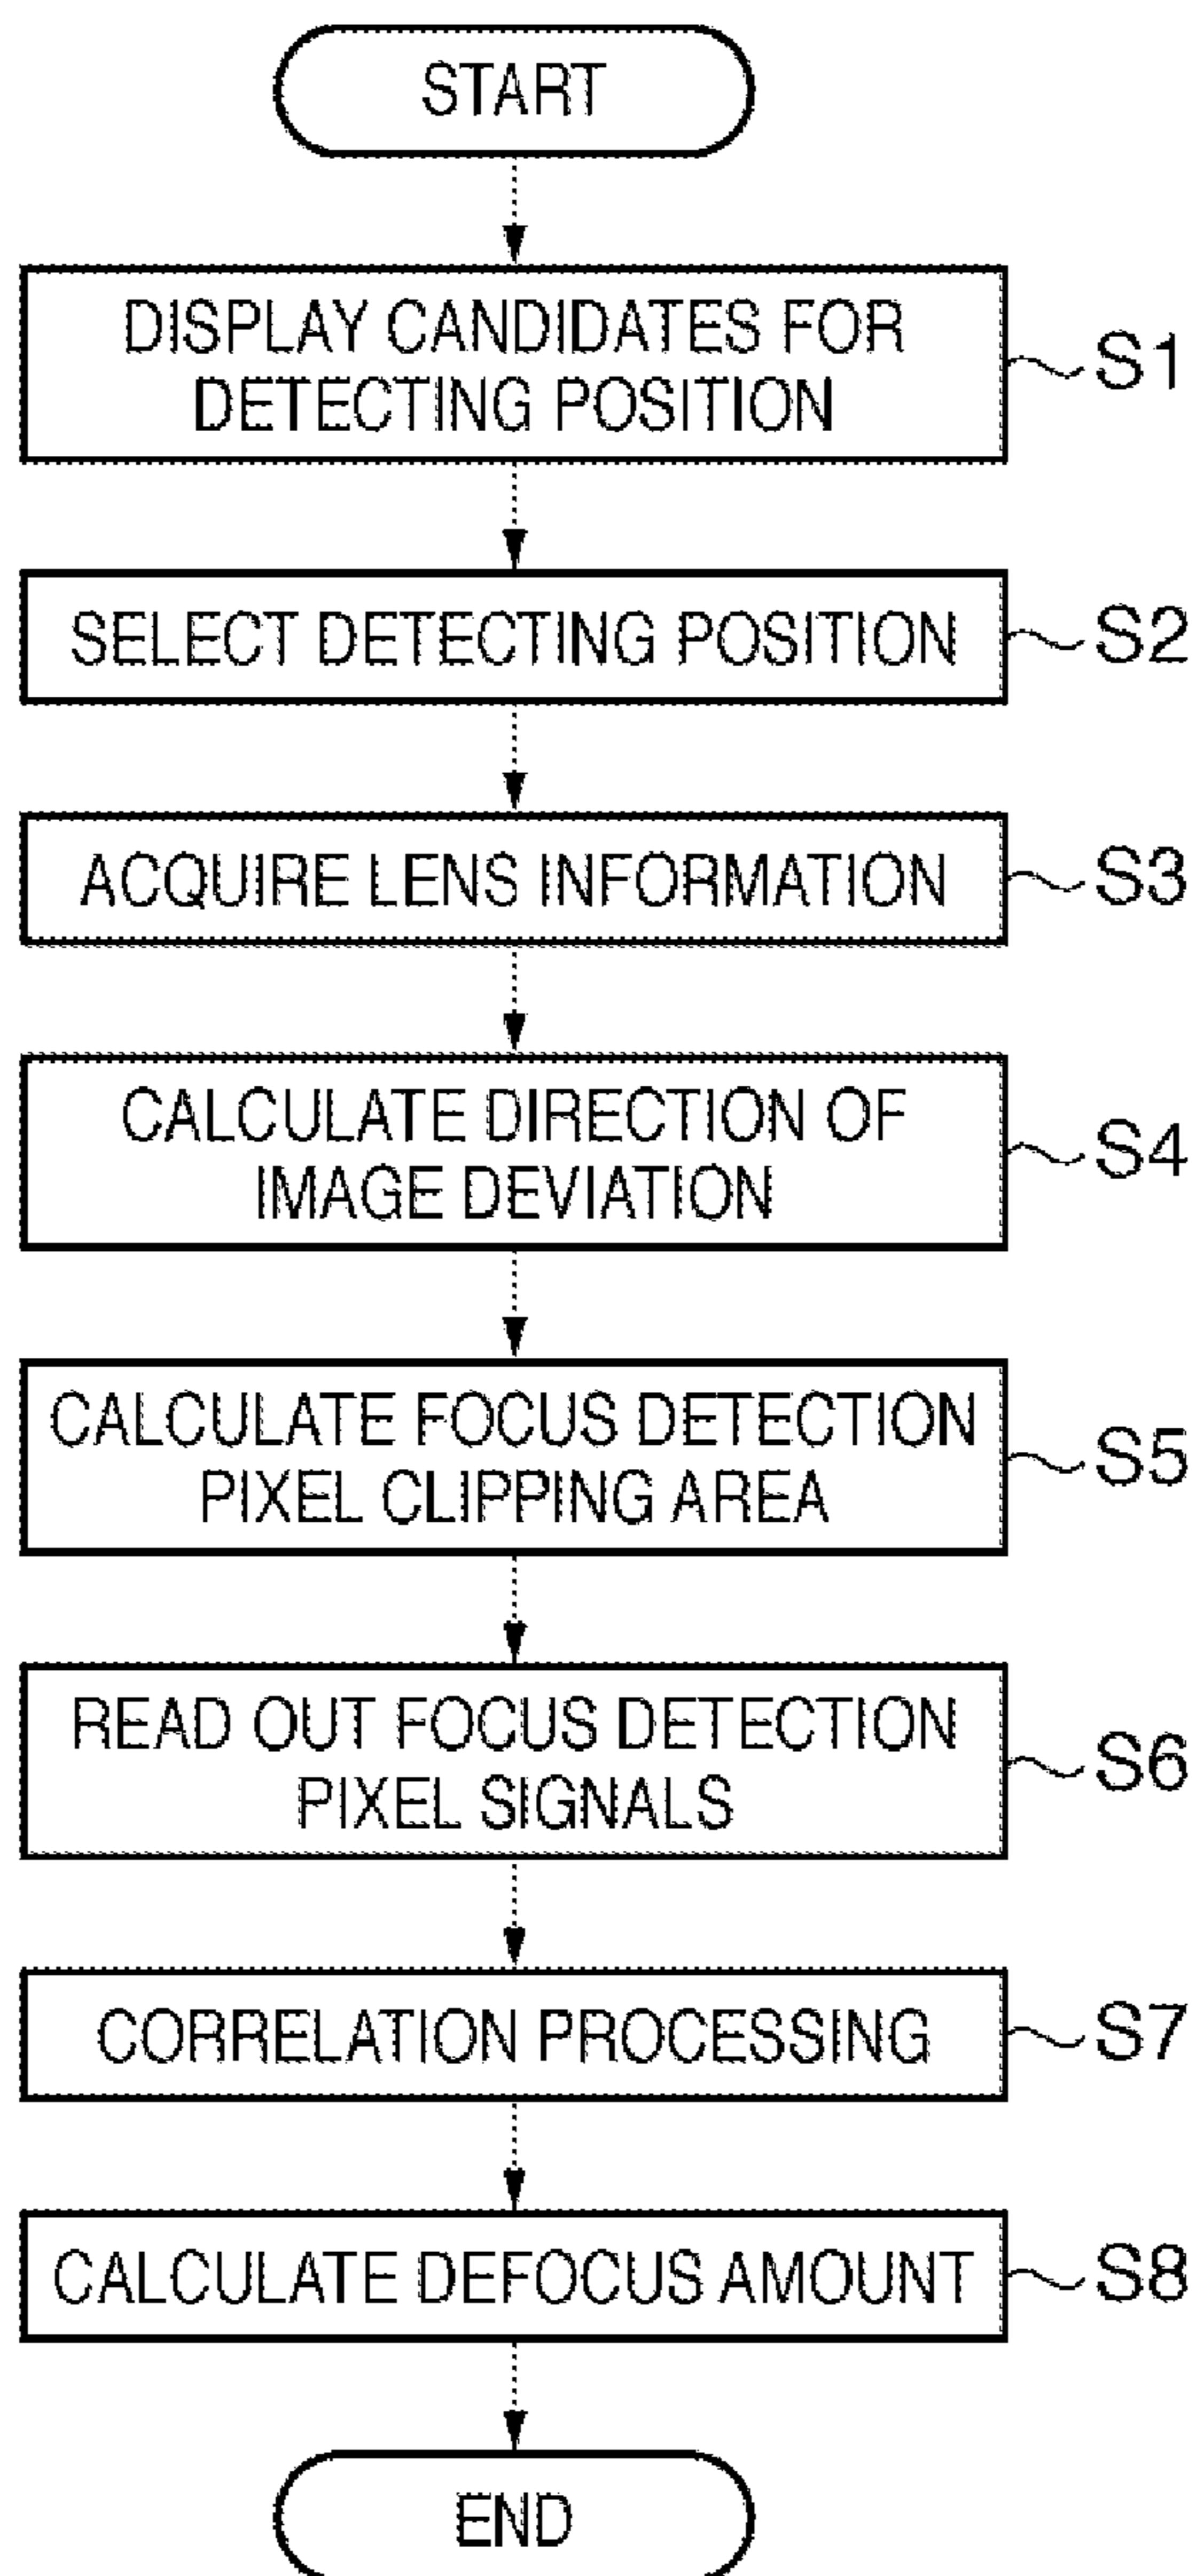 START
DISPLAY CANDIDATES FOR
DETECTING POSITION
S1
SELECT DETECTING POSITION
S2
ACQUIRE LENS INFORMATION
S3
CALCULATE DIRECTION OF
IMAGE DEVIATION
S4
CALCULATE FOCUS DETECTION
PIXEL CLIPPING AREA
S5
READ OUT FOCUS DETECTION
PIXEL SIGNALS
S6
CORRELATION PROCESSING
S7
CALCULATE DEFOCUS AMOUNT
S8
END